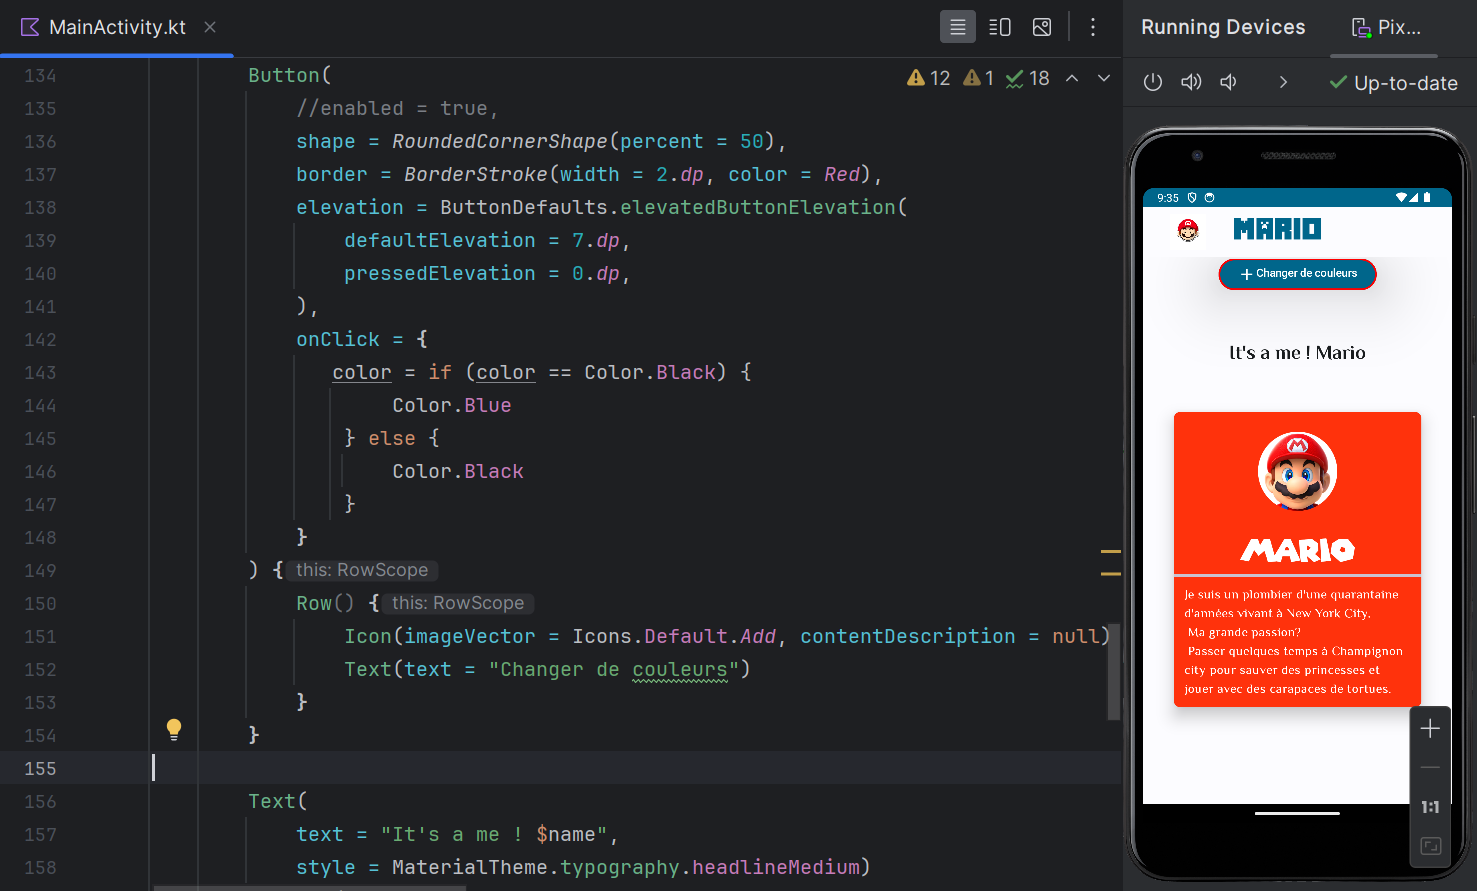 MainActivity.kt
Running Devices
Pix...
12 1 18
Up-to-date
134 Button(
135 //enabled = true,
136 shape = RoundedCornerShape(percent = 50),
137 border = BorderStroke(width = 2.dp, color = Red),
138 elevation = ButtonDefaults.elevatedButtonElevation(
139 defaultElevation = 7.dp,
140 pressedElevation = 0.dp,
141 ),
142 onClick = {
143 color = if (color == Color.Black) {
144 Color.Blue
145 } else {
146 Color.Black
147 }
148 }
149 ) { this: RowScope
150 Row() { this: RowScope
151 Icon(imageVector = Icons.Default.Add, contentDescription = null)
152 Text(text = "Changer de couleurs")
153 }
154 }
155
156 Text(
157 text = "It's a me ! $name",
158 style = MaterialTheme.typography.headlineMedium)
9:35
MARIO
Changer de couleurs
It's a me ! Mario
M
MARIO
Je suis un plombier d'une quarantaine
d'années vivant à New York City,
Ma grande passion?
Passer quelques temps à Champignon
city pour sauver des princesses et
jouer avec des carapaces de tortues.
1:1